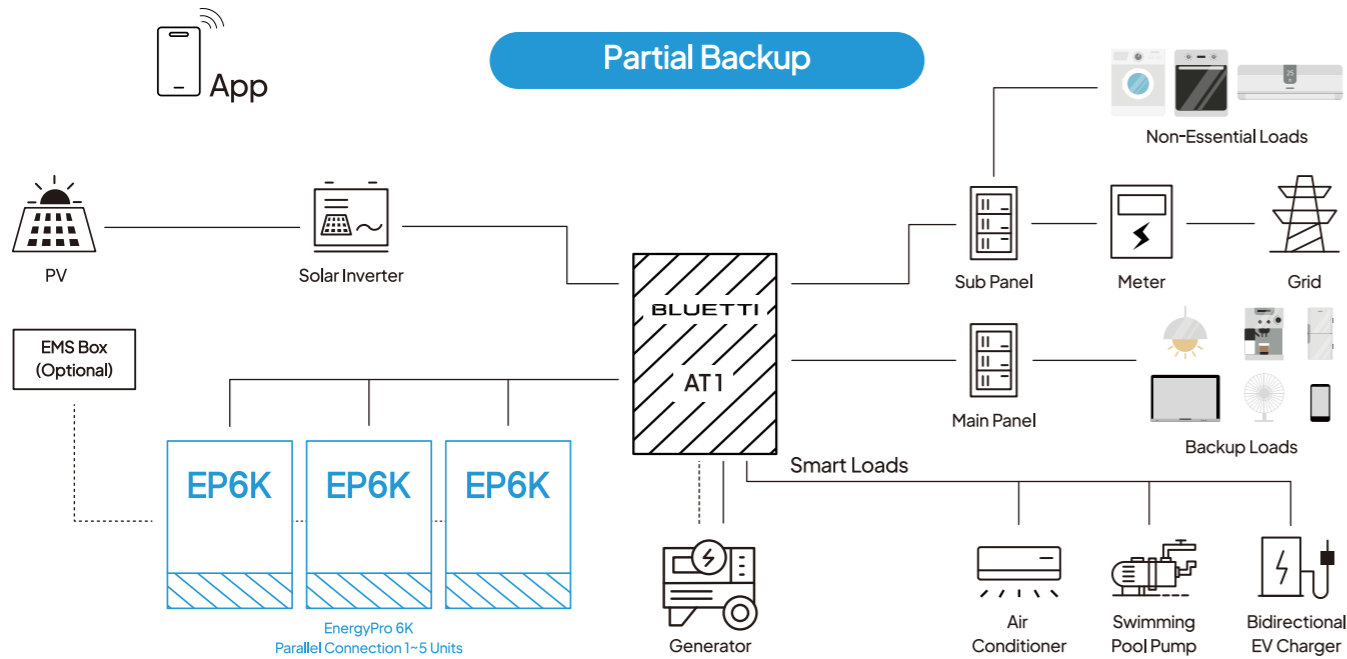 App
Partial Backup
Non-Essential Loads
PV
Solar Inverter
Sub Panel
Meter
Grid
BLUETTI
AT1
EMS Box
(Optional)
Main Panel
Backup Loads
EP6K
EP6K
EP6K
Smart Loads
EnergyPro 6K
Parallel Connection 1~5 Units
Generator
Air
Conditioner
Swimming
Pool Pump
Bidirectional
EV Charger
25